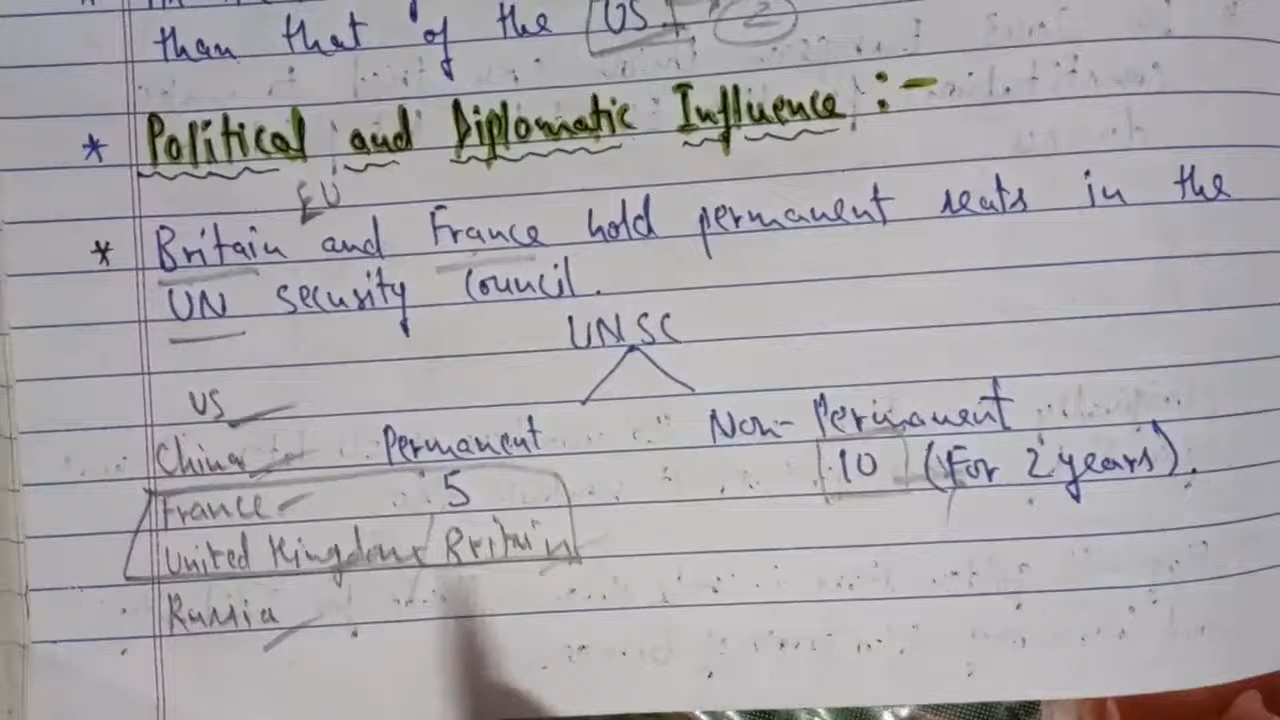 than that of the US. 2
* Political and Diplomatic Influence :-
EU
* Britain and France hold permanent seats in the
UN security Council.
UNSC
US
China Permanent Non-Permanent
France 5 10 (For 2 years).
United Kingdom/Britain
Russia